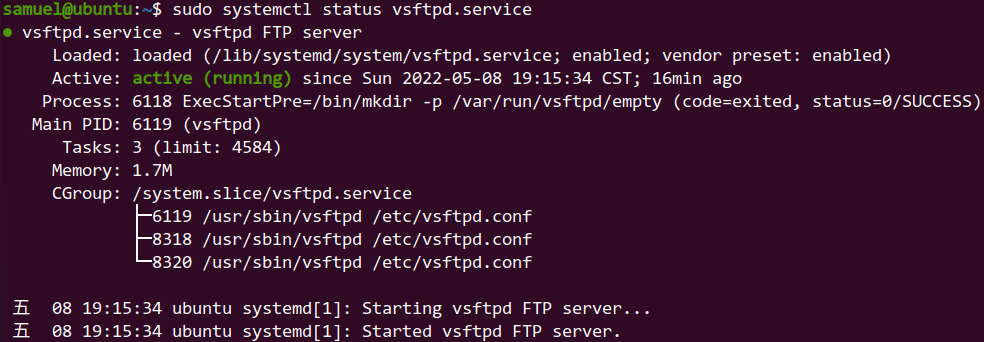 samuel@ubuntu:~$ sudo systemctl status vsftpd.service
● vsftpd.service - vsftpd FTP server
Loaded: loaded (/lib/systemd/system/vsftpd.service; enabled; vendor preset: enabled)
Active: active (running) since Sun 2022-05-08 19:15:34 CST; 16min ago
Process: 6118 ExecStartPre=/bin/mkdir -p /var/run/vsftpd/empty (code=exited, status=0/SUCCESS)
Main PID: 6119 (vsftpd)
Tasks: 3 (limit: 4584)
Memory: 1.7M
CGroup: /system.slice/vsftpd.service
├─6119 /usr/sbin/vsftpd /etc/vsftpd.conf
├─8318 /usr/sbin/vsftpd /etc/vsftpd.conf
└─8320 /usr/sbin/vsftpd /etc/vsftpd.conf
五 08 19:15:34 ubuntu systemd[1]: Starting vsftpd FTP server...
五 08 19:15:34 ubuntu systemd[1]: Started vsftpd FTP server.